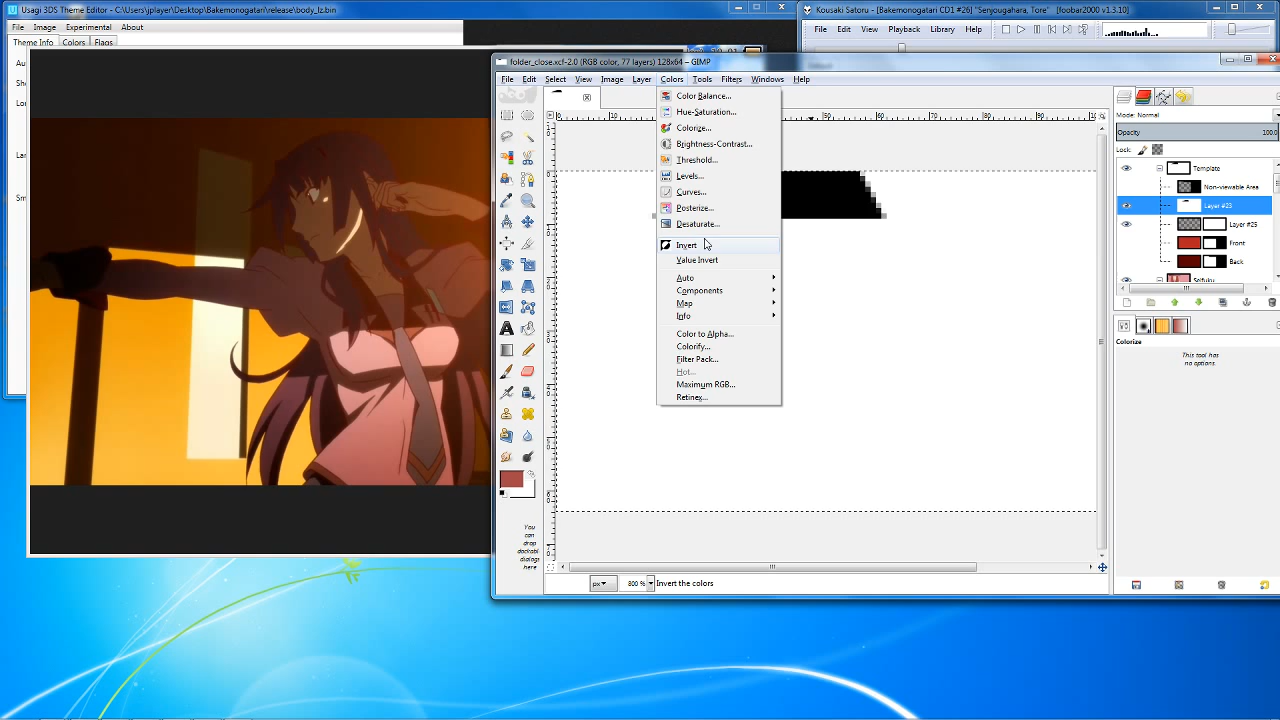 Usagi 3DS Theme Editor - C:\Users\jplayer\Desktop\Bakemonogatari\release\body_lz.bin
File Image Experimental About
Theme Info Colors Flags
Kousaki Satoru - [Bakemonogatari CD1 #26] "Senjougahara, Tore" [foobar2000 v1.3.10]
File Edit View Playback Library Help
folder_close.xcf-2.0 (RGB color, 77 layers) 128x64 – GIMP
File Edit Select View Image Layer Colors Tools Filters Windows Help
Color Balance...
Hue-Saturation...
Colorize...
Brightness-Contrast...
Threshold...
Levels...
Curves...
Posterize...
Desaturate...
Invert
Value Invert
Auto
Components
Map
Info
Color to Alpha...
Colorify...
Filter Pack...
Hot...
Maximum RGB...
Retinex...
Mode: Normal
Opacity 100.0
Lock:
Template
Non-viewable Area
Layer #23
Layer #25
Front
Back
Colorize
This tool has
no options.
You
can
drop
dockable
dialogs
here
px 800 % Invert the colors